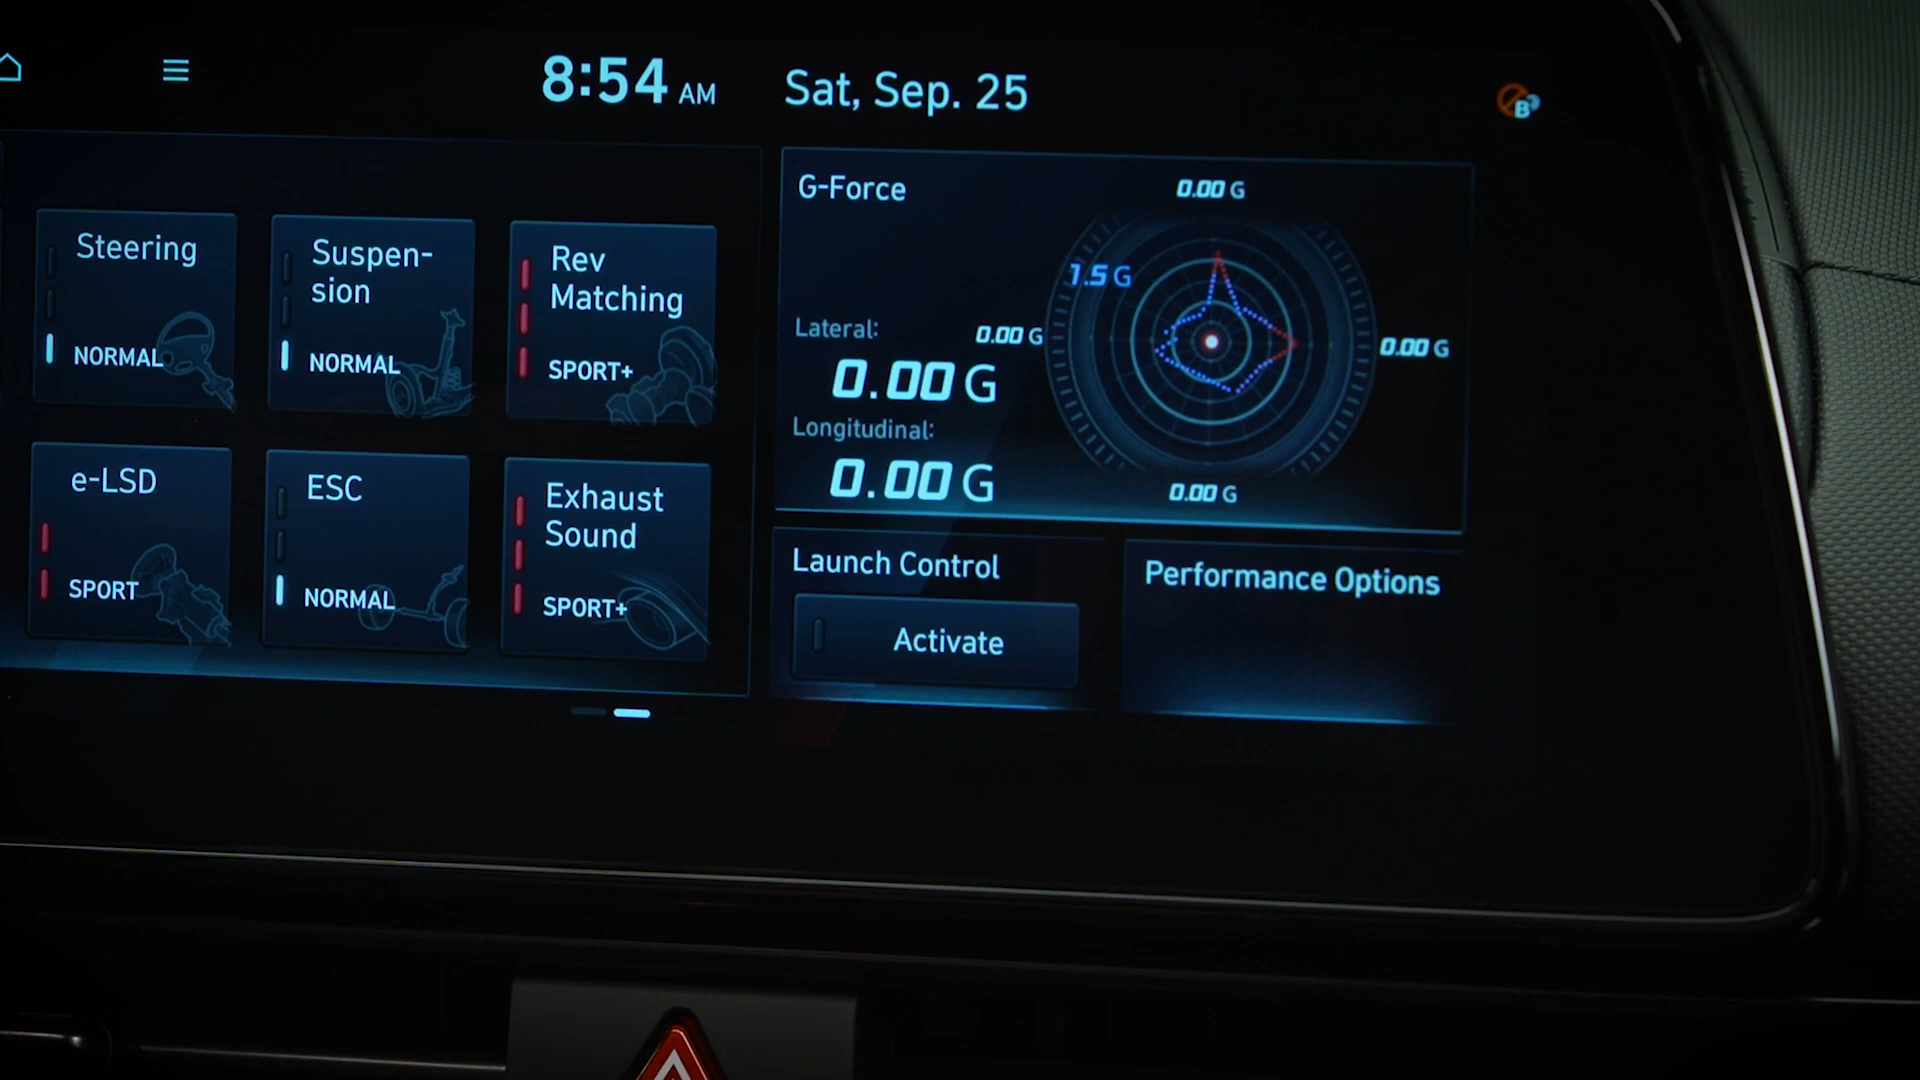 8:54 AM
Sat, Sep. 25
Steering
NORMAL
Suspen-
sion
NORMAL
Rev
Matching
SPORT+
e-LSD
SPORT
ESC
NORMAL
Exhaust
Sound
SPORT+
G-Force
0.00 G
1.5 G
Lateral:
0.00 G
0.00 G
0.00 G
Longitudinal:
0.00 G
0.00 G
Launch Control
Activate
Performance Options
B